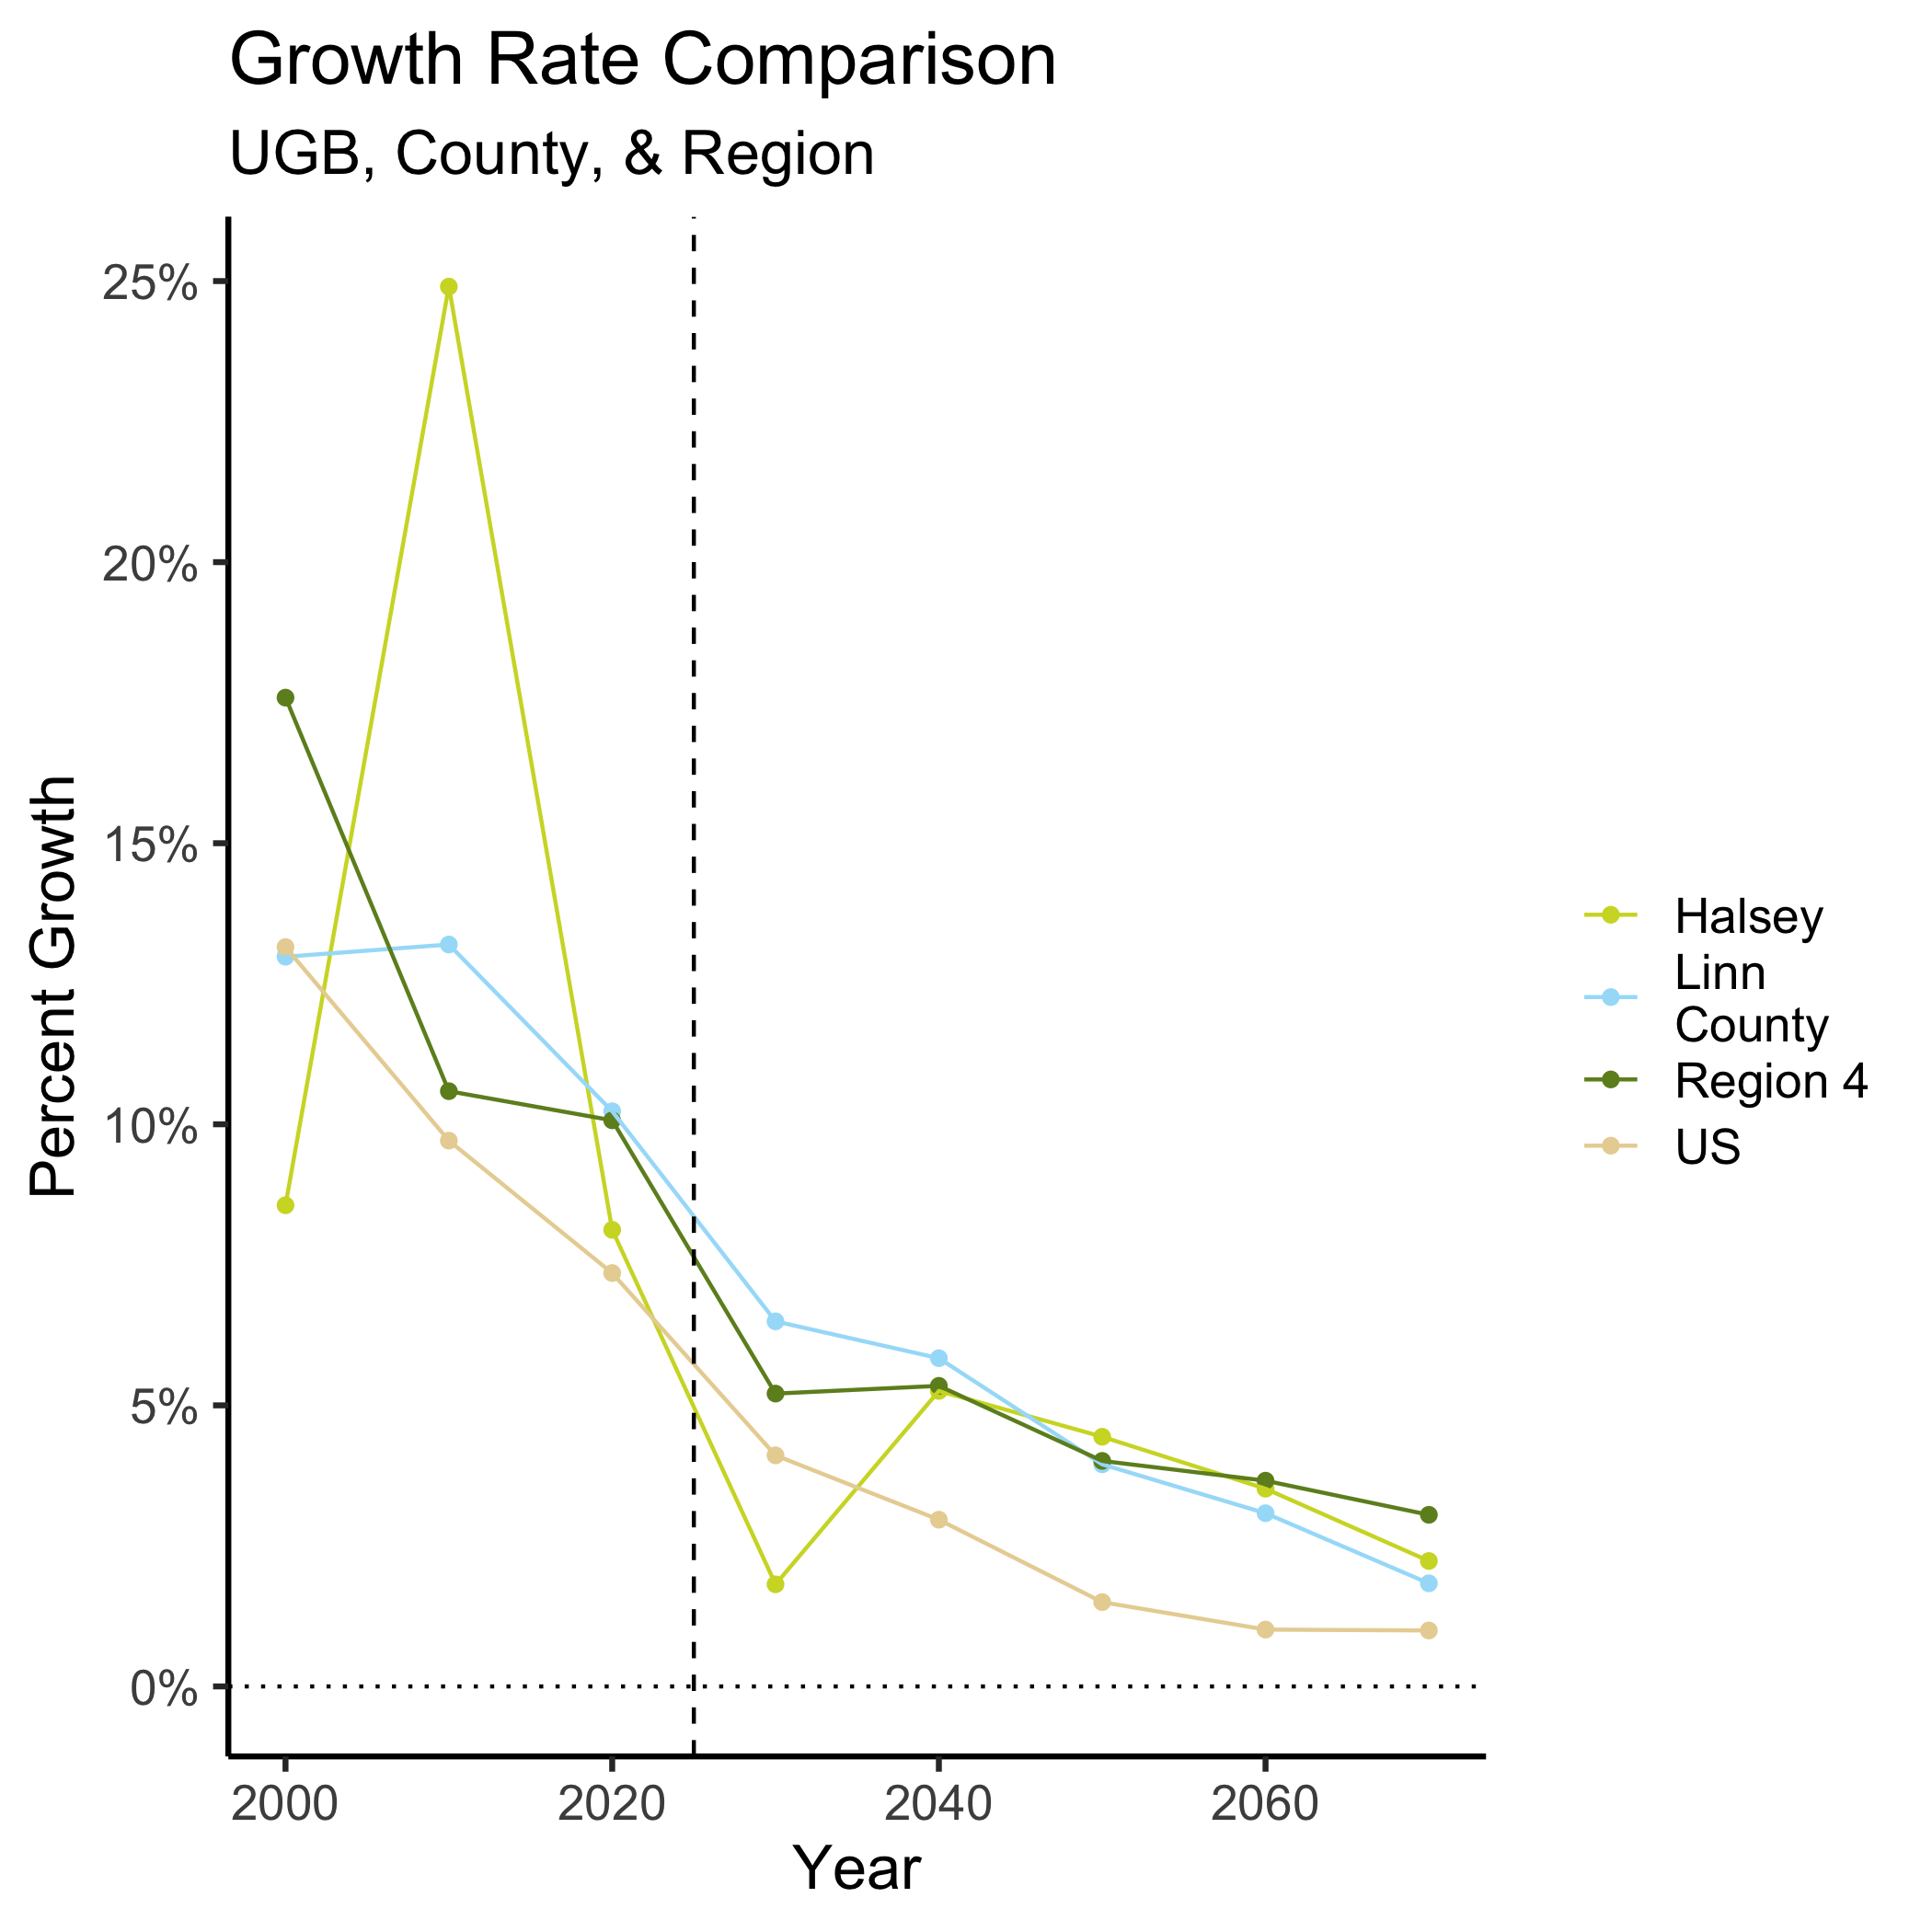 Growth Rate Comparison
UGB, County, & Region
Percent Growth
25%
20%
15%
10%
5%
0%
2000
2020
2040
2060
Year
Halsey
Linn
County
Region 4
US